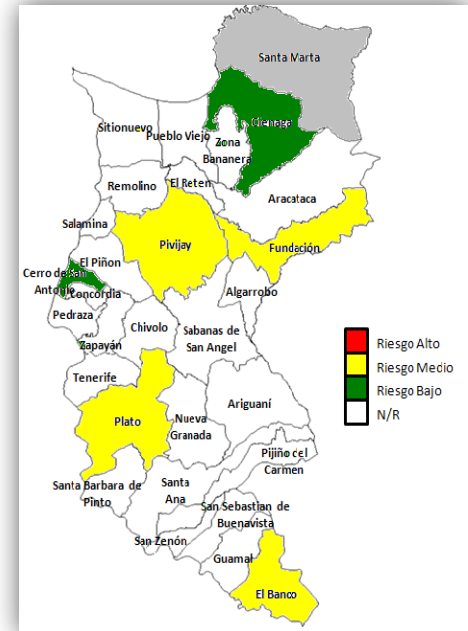 Santa Marta
Cienaga
Sitionuevo
Pueblo Viejo
Zona
Bananera
Remolino
El Reten
Aracataca
Salamina
Pivijay
Fundación
El Piñon
Cerro de San
Antonio
Concordia
Algarrobo
Pedraza
Chivolo
Sabanas de
San Angel
Zapayán
Tenerife
Ariguaní
Plato
Nueva
Granada
Pijiño del
Carmen
Santa Barbara de
Pinto
Santa
Ana
San Sebastian de
Buenavista
San Zenón
Guamal
El Banco
Riesgo Alto
Riesgo Medio
Riesgo Bajo
N/R